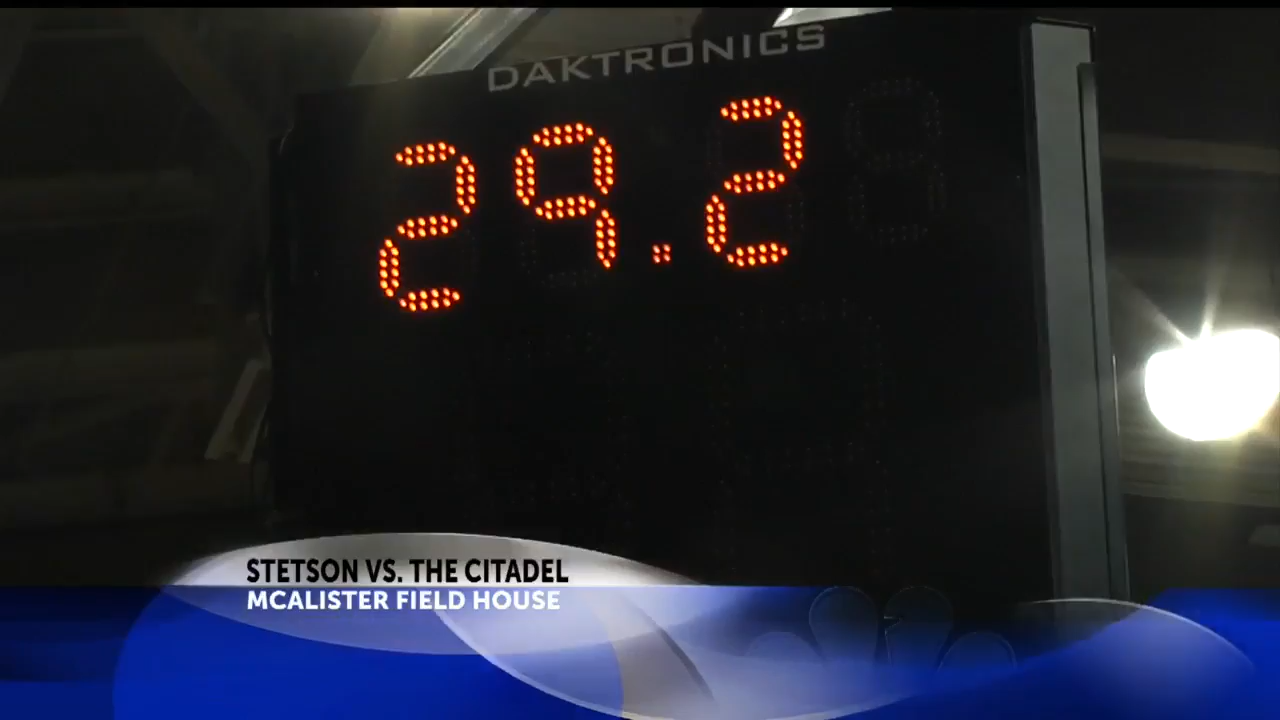 DAKTRONICS
29.2
STETSON VS. THE CITADEL
MCALISTER FIELD HOUSE